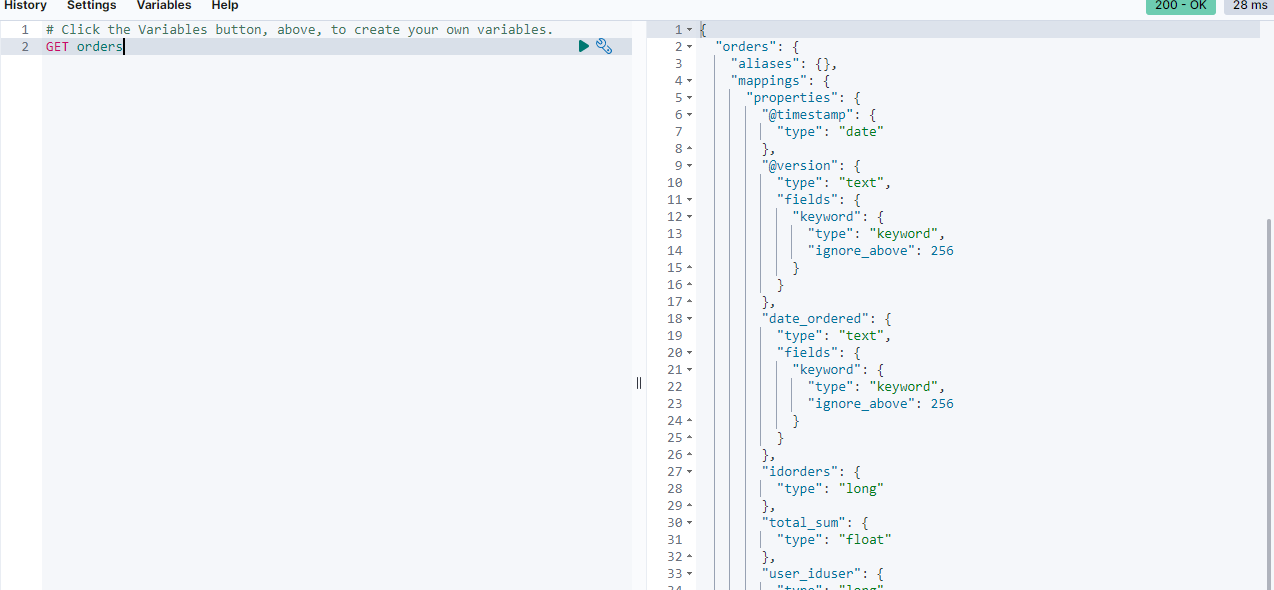 History Settings Variables Help 200 - OK 28 ms
1 # Click the Variables button, above, to create your own variables.
2 GET orders
1 {
2 "orders": {
3 "aliases": {},
4 "mappings": {
5 "properties": {
6 "@timestamp": {
7 "type": "date"
8 },
9 "@version": {
10 "type": "text",
11 "fields": {
12 "keyword": {
13 "type": "keyword",
14 "ignore_above": 256
15 }
16 }
17 },
18 "date_ordered": {
19 "type": "text",
20 "fields": {
21 "keyword": {
22 "type": "keyword",
23 "ignore_above": 256
24 }
25 }
26 },
27 "idorders": {
28 "type": "long"
29 },
30 "total_sum": {
31 "type": "float"
32 },
33 "user_iduser": {
34 "type": "long"